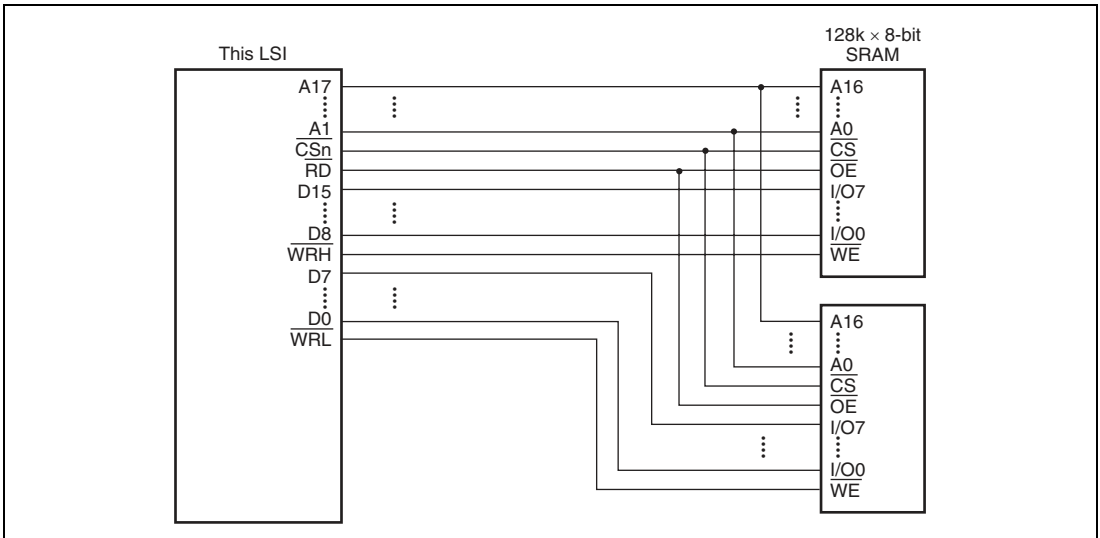 This LSI
A17
A1
CSn
RD
D15
D8
WRH
D7
D0
WRL
128k × 8-bit
SRAM
A16
A0
CS
OE
I/O7
I/O0
WE
A16
A0
CS
OE
I/O7
I/O0
WE